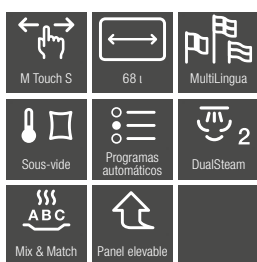 M Touch S
68 l
MultiLingua
Sous-vide
Programas
automáticos
2
DualSteam
ABC
Mix & Match
Panel elevable